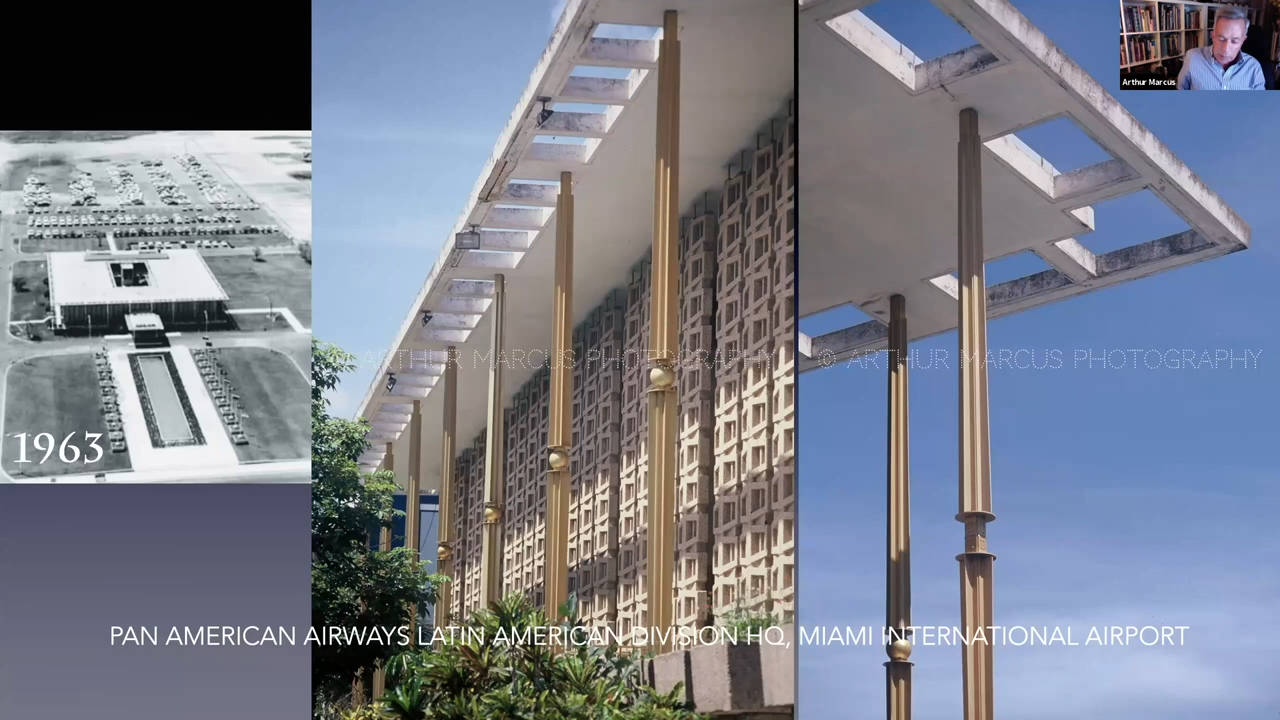 Arthur Marcus
ARTHUR MARCUS PHOTOGRAPHY
© ARTHUR MARCUS PHOTOGRAPHY
1963
PAN AMERICAN AIRWAYS LATIN AMERICAN DIVISION HQ, MIAMI INTERNATIONAL AIRPORT